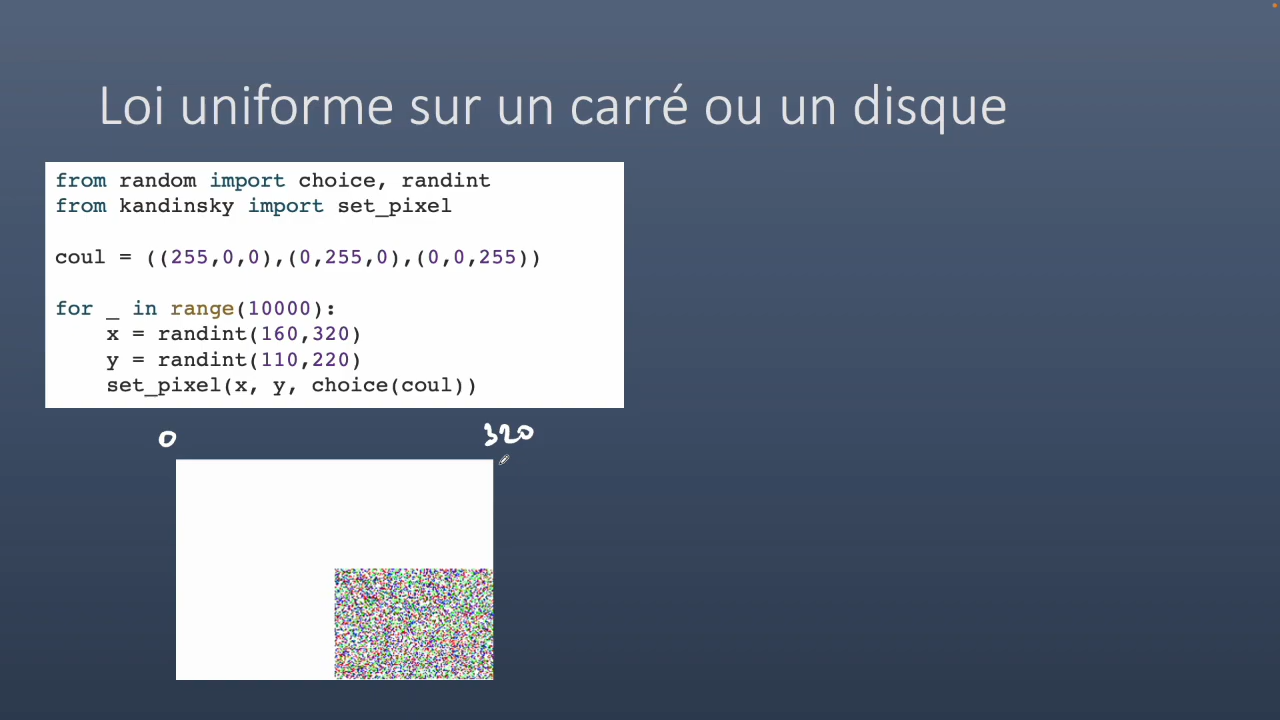 Loi uniforme sur un carré ou un disque
from random import choice, randint
from kandinsky import set_pixel
coul = ((255,0,0),(0,255,0),(0,0,255))
for _ in range(10000):
    x = randint(160,320)
    y = randint(110,220)
    set_pixel(x, y, choice(coul))
0 320